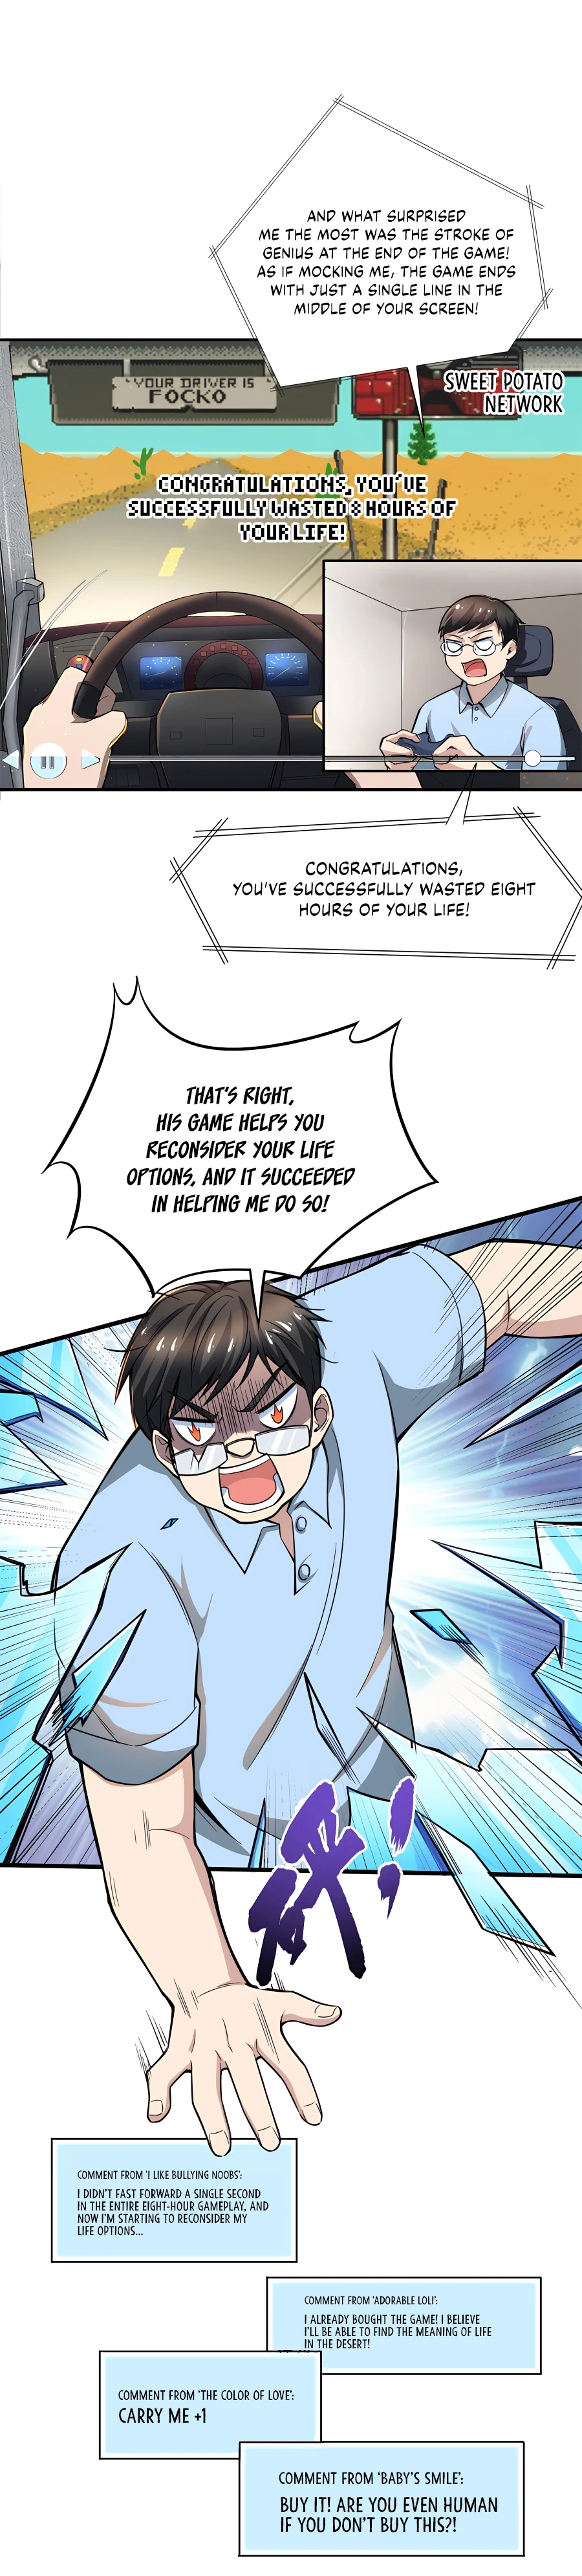 AND WHAT SURPRISED
ME THE MOST WAS THE STROKE OF
GENIUS AT THE END OF THE GAME!
AS IF MOCKING ME, THE GAME ENDS
WITH JUST A SINGLE LINE IN THE
MIDDLE OF YOUR SCREEN!
SWEET POTATO
NETWORK
YOUR DRIVER IS
FOCKO
CONGRATULATIONS, YOU'VE
SUCCESSFULLY WASTED 8 HOURS OF
YOUR LIFE!
CONGRATULATIONS,
YOU'VE SUCCESSFULLY WASTED EIGHT
HOURS OF YOUR LIFE!
THAT'S RIGHT,
HIS GAME HELPS YOU
RECONSIDER YOUR LIFE
OPTIONS, AND IT SUCCEEDED
IN HELPING ME DO SO!
COMMENT FROM 'I LIKE BULLYING NOOBS':
I DIDN'T FAST FORWARD A SINGLE SECOND
IN THE ENTIRE EIGHT-HOUR GAMEPLAY, AND
NOW I'M STARTING TO RECONSIDER MY
LIFE OPTIONS...
COMMENT FROM 'ADORABLE LOLI':
I ALREADY BOUGHT THE GAME! I BELIEVE
I'LL BE ABLE TO FIND THE MEANING OF LIFE
IN THE DESERT!
COMMENT FROM 'THE COLOR OF LOVE':
CARRY ME +1
COMMENT FROM 'BABY'S SMILE':
BUY IT! ARE YOU EVEN HUMAN
IF YOU DON'T BUY THIS?!